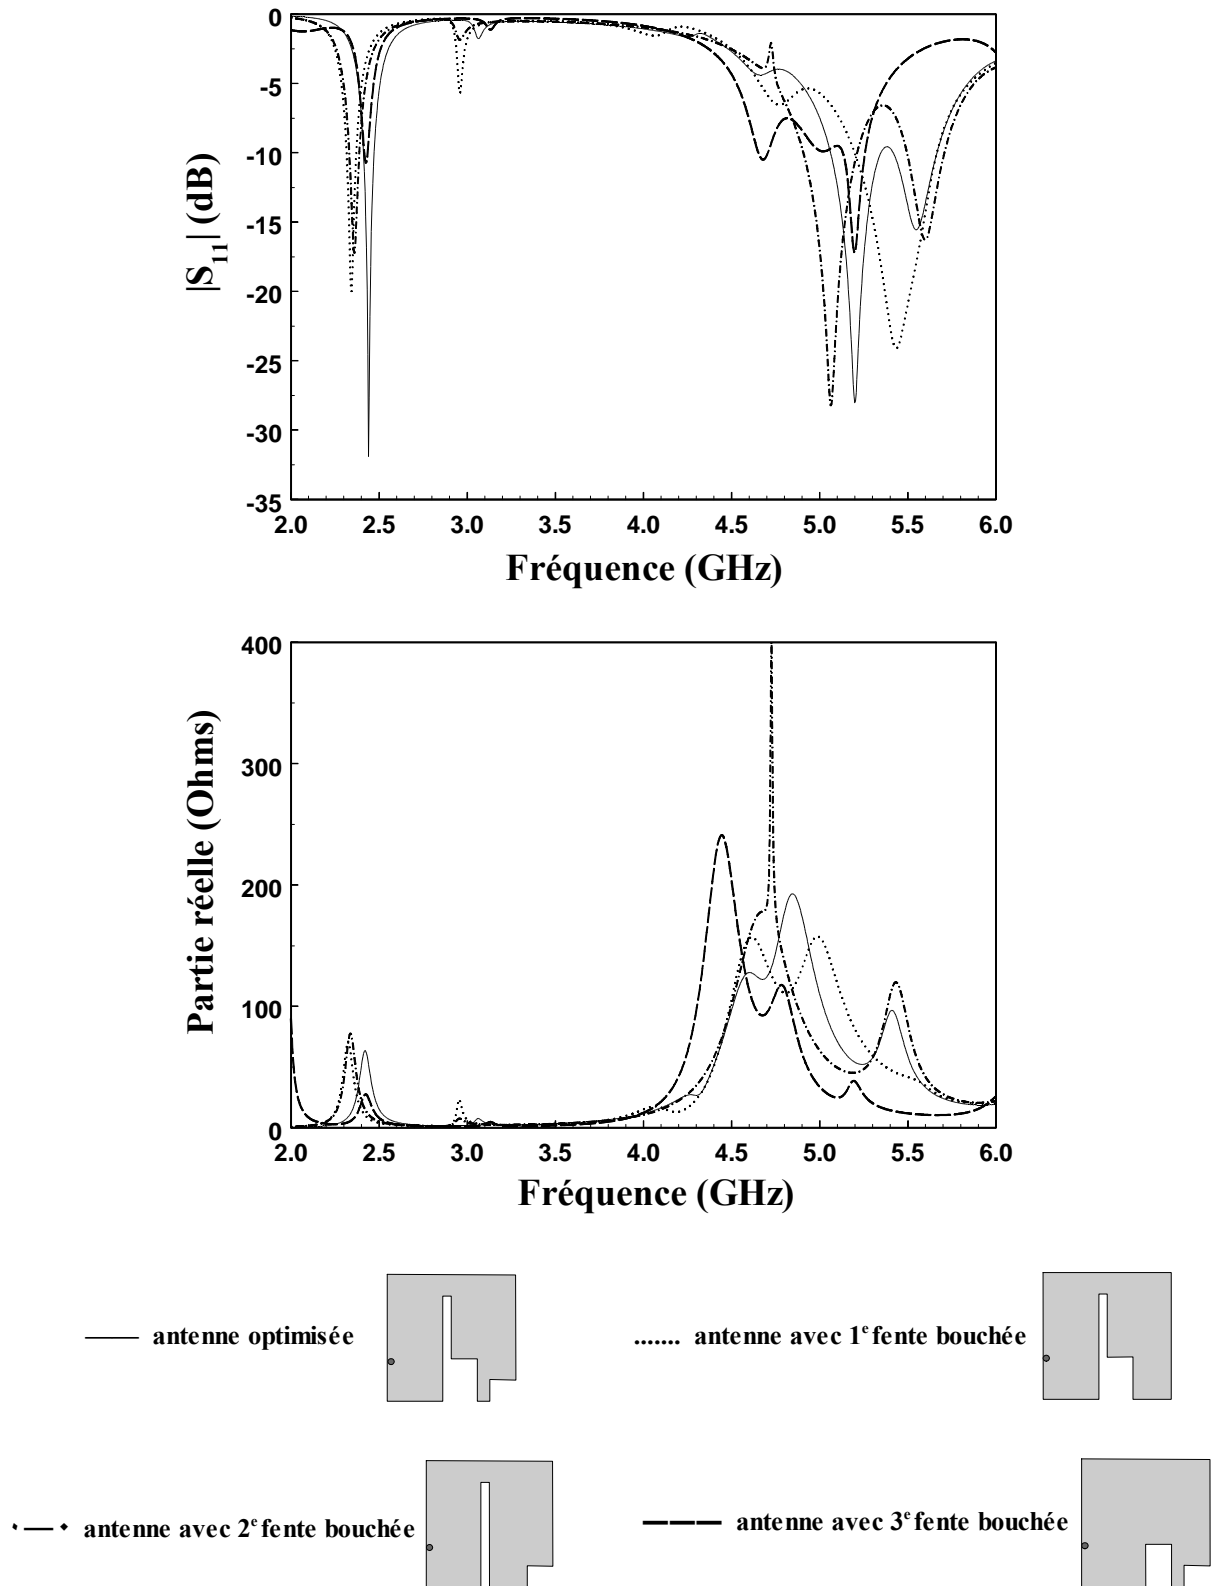 0
-5
-10
-15
-20
-25
-30
-35
|S11| (dB)
2.0 2.5 3.0 3.5 4.0 4.5 5.0 5.5 6.0
Fréquence (GHz)
400
300
200
100
0
Partie réelle (Ohms)
2.0 2.5 3.0 3.5 4.0 4.5 5.0 5.5 6.0
Fréquence (GHz)
antenne optimisée
antenne avec 1e fente bouchée
antenne avec 2e fente bouchée
antenne avec 3e fente bouchée